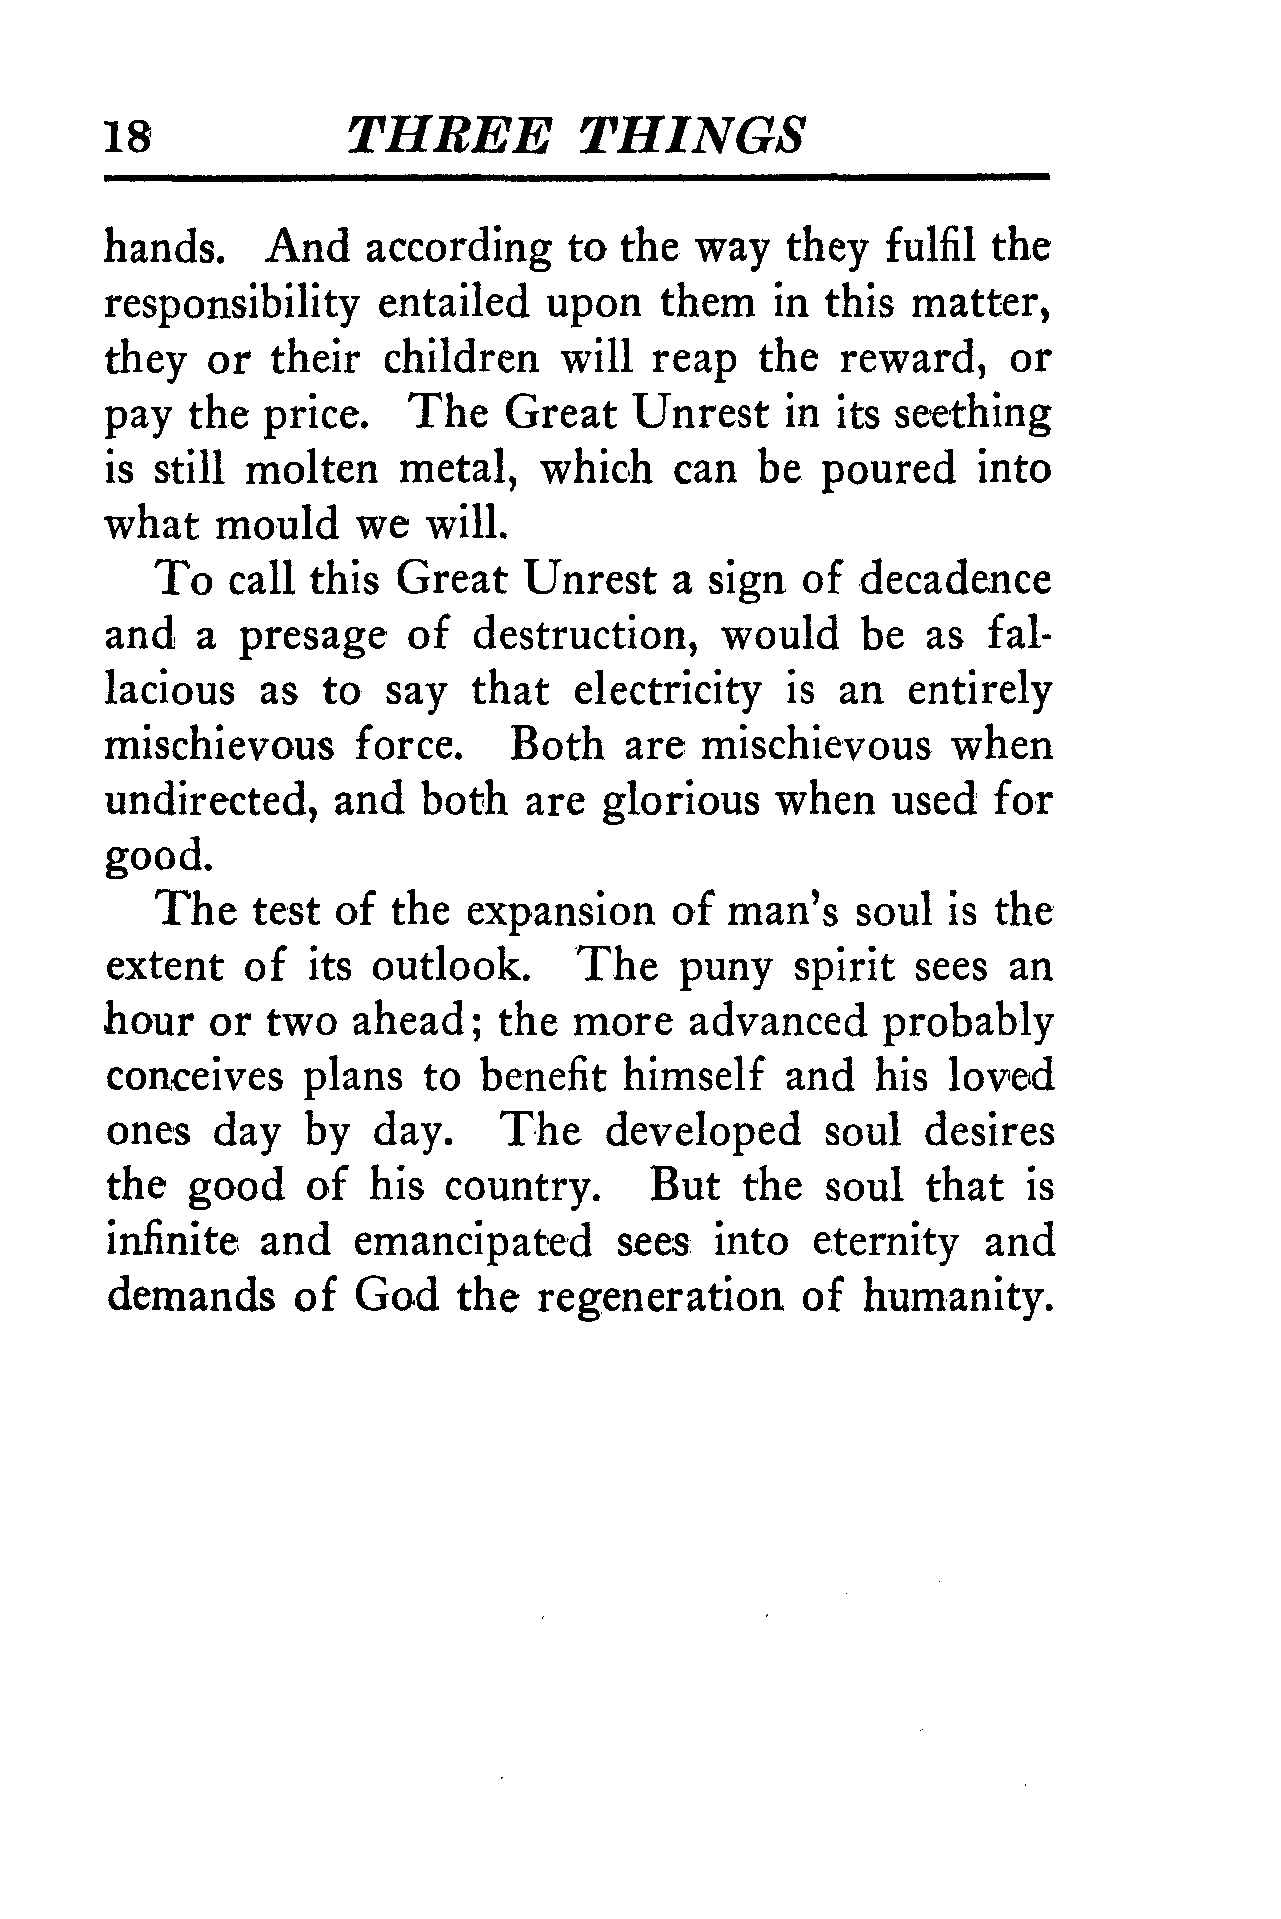 18 THREE THINGS
hands. And according to the way they fulfil the
responsibility entailed upon them in this matter,
they or their children will reap the reward, or
pay the price. The Great Unrest in its seething
is still molten metal, which can be poured into
what mould we will.
To call this Great Unrest a sign of decadence
and a presage of destruction, would be as fal-
lacious as to say that electricity is an entirely
mischievous force. Both are mischievous when
undirected, and both are glorious when used for
good.
The test of the expansion of man's soul is the
extent of its outlook. The puny spirit sees an
hour or two ahead; the more advanced probably
conceives plans to benefit himself and his loved
ones day by day. The developed soul desires
the good of his country. But the soul that is
infinite and emancipated sees into eternity and
demands of God the regeneration of humanity.